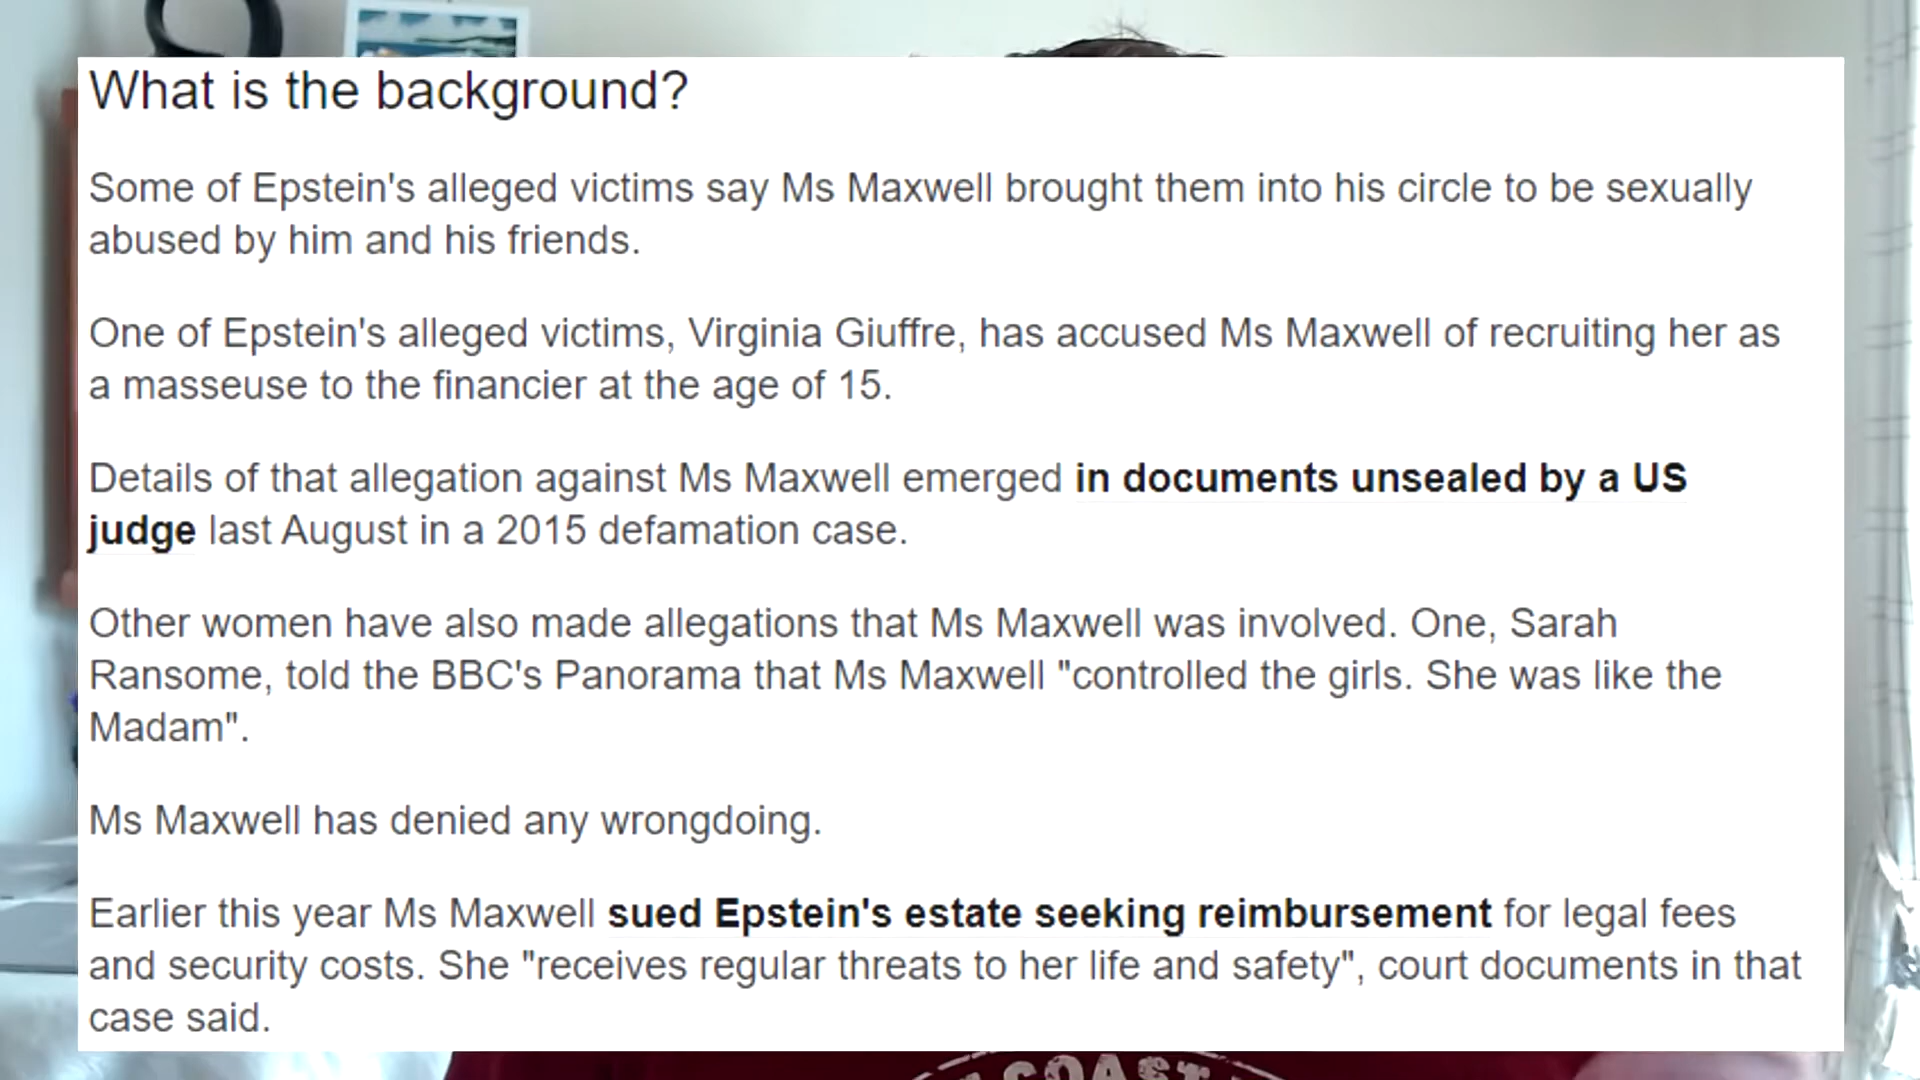 What is the background?
Some of Epstein's alleged victims say Ms Maxwell brought them into his circle to be sexually
abused by him and his friends.
One of Epstein's alleged victims, Virginia Giuffre, has accused Ms Maxwell of recruiting her as
a masseuse to the financier at the age of 15.
Details of that allegation against Ms Maxwell emerged in documents unsealed by a US
judge last August in a 2015 defamation case.
Other women have also made allegations that Ms Maxwell was involved. One, Sarah
Ransome, told the BBC's Panorama that Ms Maxwell "controlled the girls. She was like the
Madam".
Ms Maxwell has denied any wrongdoing.
Earlier this year Ms Maxwell sued Epstein's estate seeking reimbursement for legal fees
and security costs. She "receives regular threats to her life and safety", court documents in that
case said.
COAST